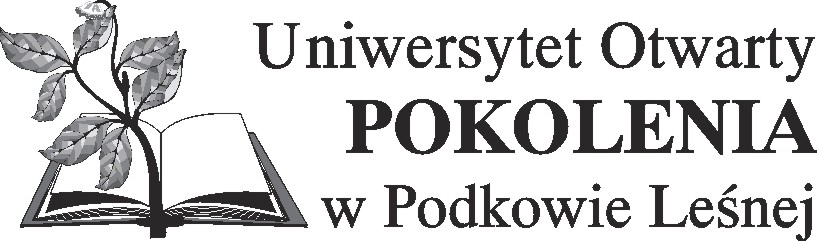 Uniwersytet Otwarty
POKOLENIA
w Podkowie Leśnej